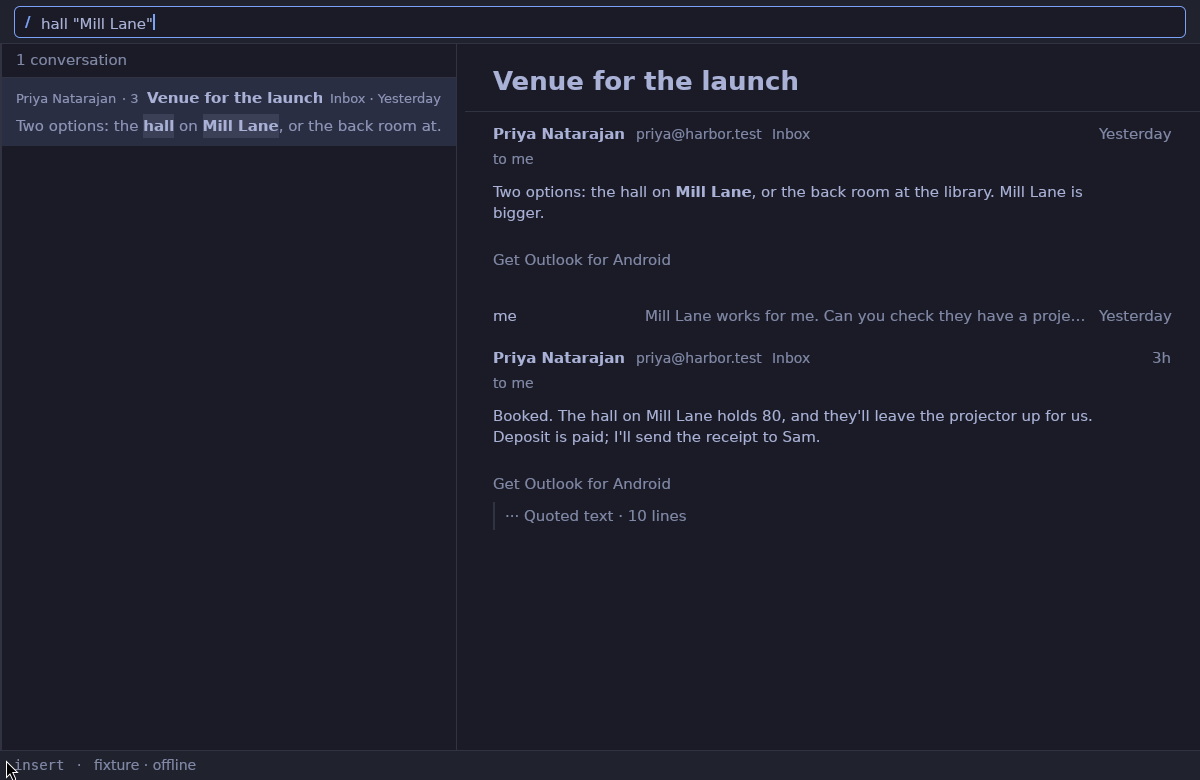 / hall "Mill Lane"
1 conversation
Priya Natarajan · 3 Venue for the launch Inbox · Yesterday
Two options: the hall on Mill Lane, or the back room at.
Venue for the launch
Priya Natarajan priya@harbor.test Inbox Yesterday
to me
Two options: the hall on Mill Lane, or the back room at the library. Mill Lane is
bigger.
Get Outlook for Android
me Mill Lane works for me. Can you check they have a proje... Yesterday
Priya Natarajan priya@harbor.test Inbox 3h
to me
Booked. The hall on Mill Lane holds 80, and they'll leave the projector up for us.
Deposit is paid; I'll send the receipt to Sam.
Get Outlook for Android
··· Quoted text · 10 lines
insert · fixture · offline